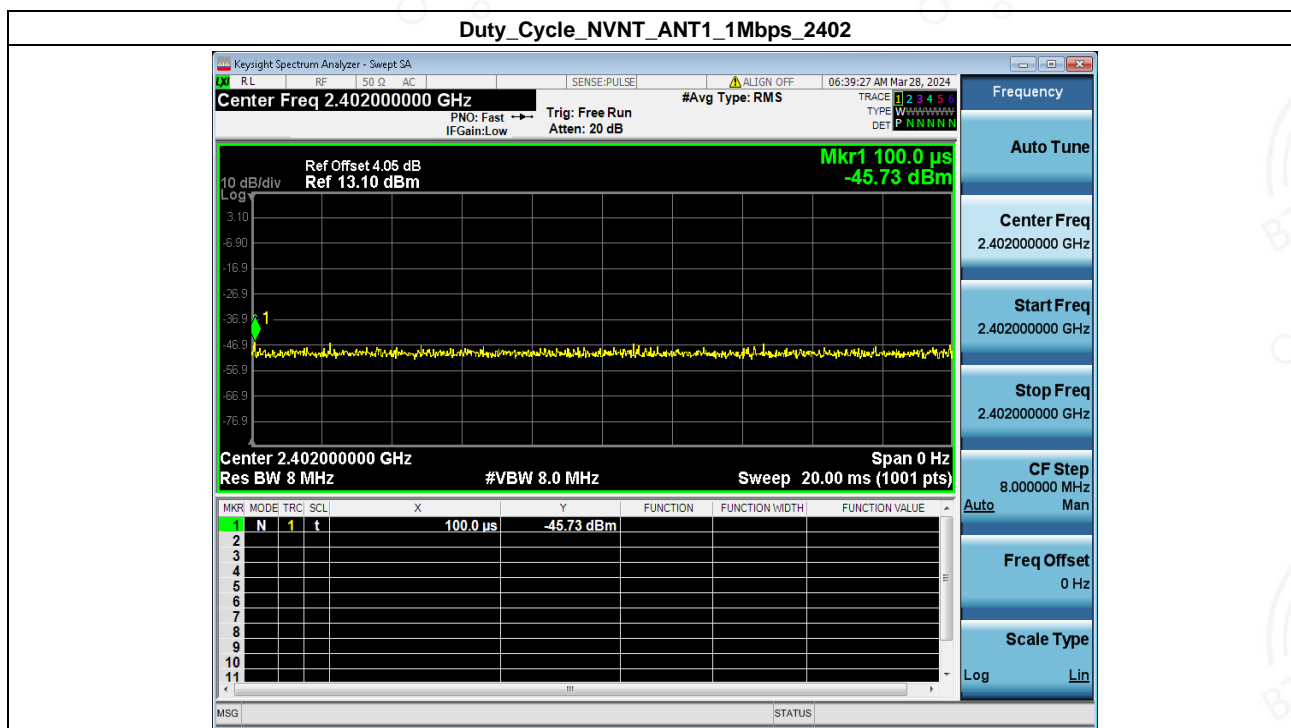 Duty_Cycle_NVNT_ANT1_1Mbps_2402
Keysight Spectrum Analyzer - Swept SA
LXI RL RF 50 Ω AC SENSE:PULSE ALIGN OFF 06:39:27 AM Mar 28, 2024
Center Freq 2.402000000 GHz
PNO: Fast
IFGain:Low
Trig: Free Run
Atten: 20 dB
#Avg Type: RMS
TRACE 1 2 3 4 5 6
TYPE WWWWWW
DET P N N N N N
Ref Offset 4.05 dB
10 dB/div Ref 13.10 dBm
Log
Mkr1 100.0 µs
-45.73 dBm
3.10
-6.90
-16.9
-26.9
-36.9
-46.9
-56.9
-66.9
-76.9
1
Center 2.402000000 GHz Span 0 Hz
Res BW 8 MHz #VBW 8.0 MHz Sweep 20.00 ms (1001 pts)
MKR MODE TRC SCL X Y FUNCTION FUNCTION WIDTH FUNCTION VALUE
1 N 1 t 100.0 µs -45.73 dBm
2
3
4
5
6
7
8
9
10
11
MSG STATUS
Frequency
Auto Tune
Center Freq
2.402000000 GHz
Start Freq
2.402000000 GHz
Stop Freq
2.402000000 GHz
CF Step
8.000000 MHz
Auto Man
Freq Offset
0 Hz
Scale Type
Log Lin